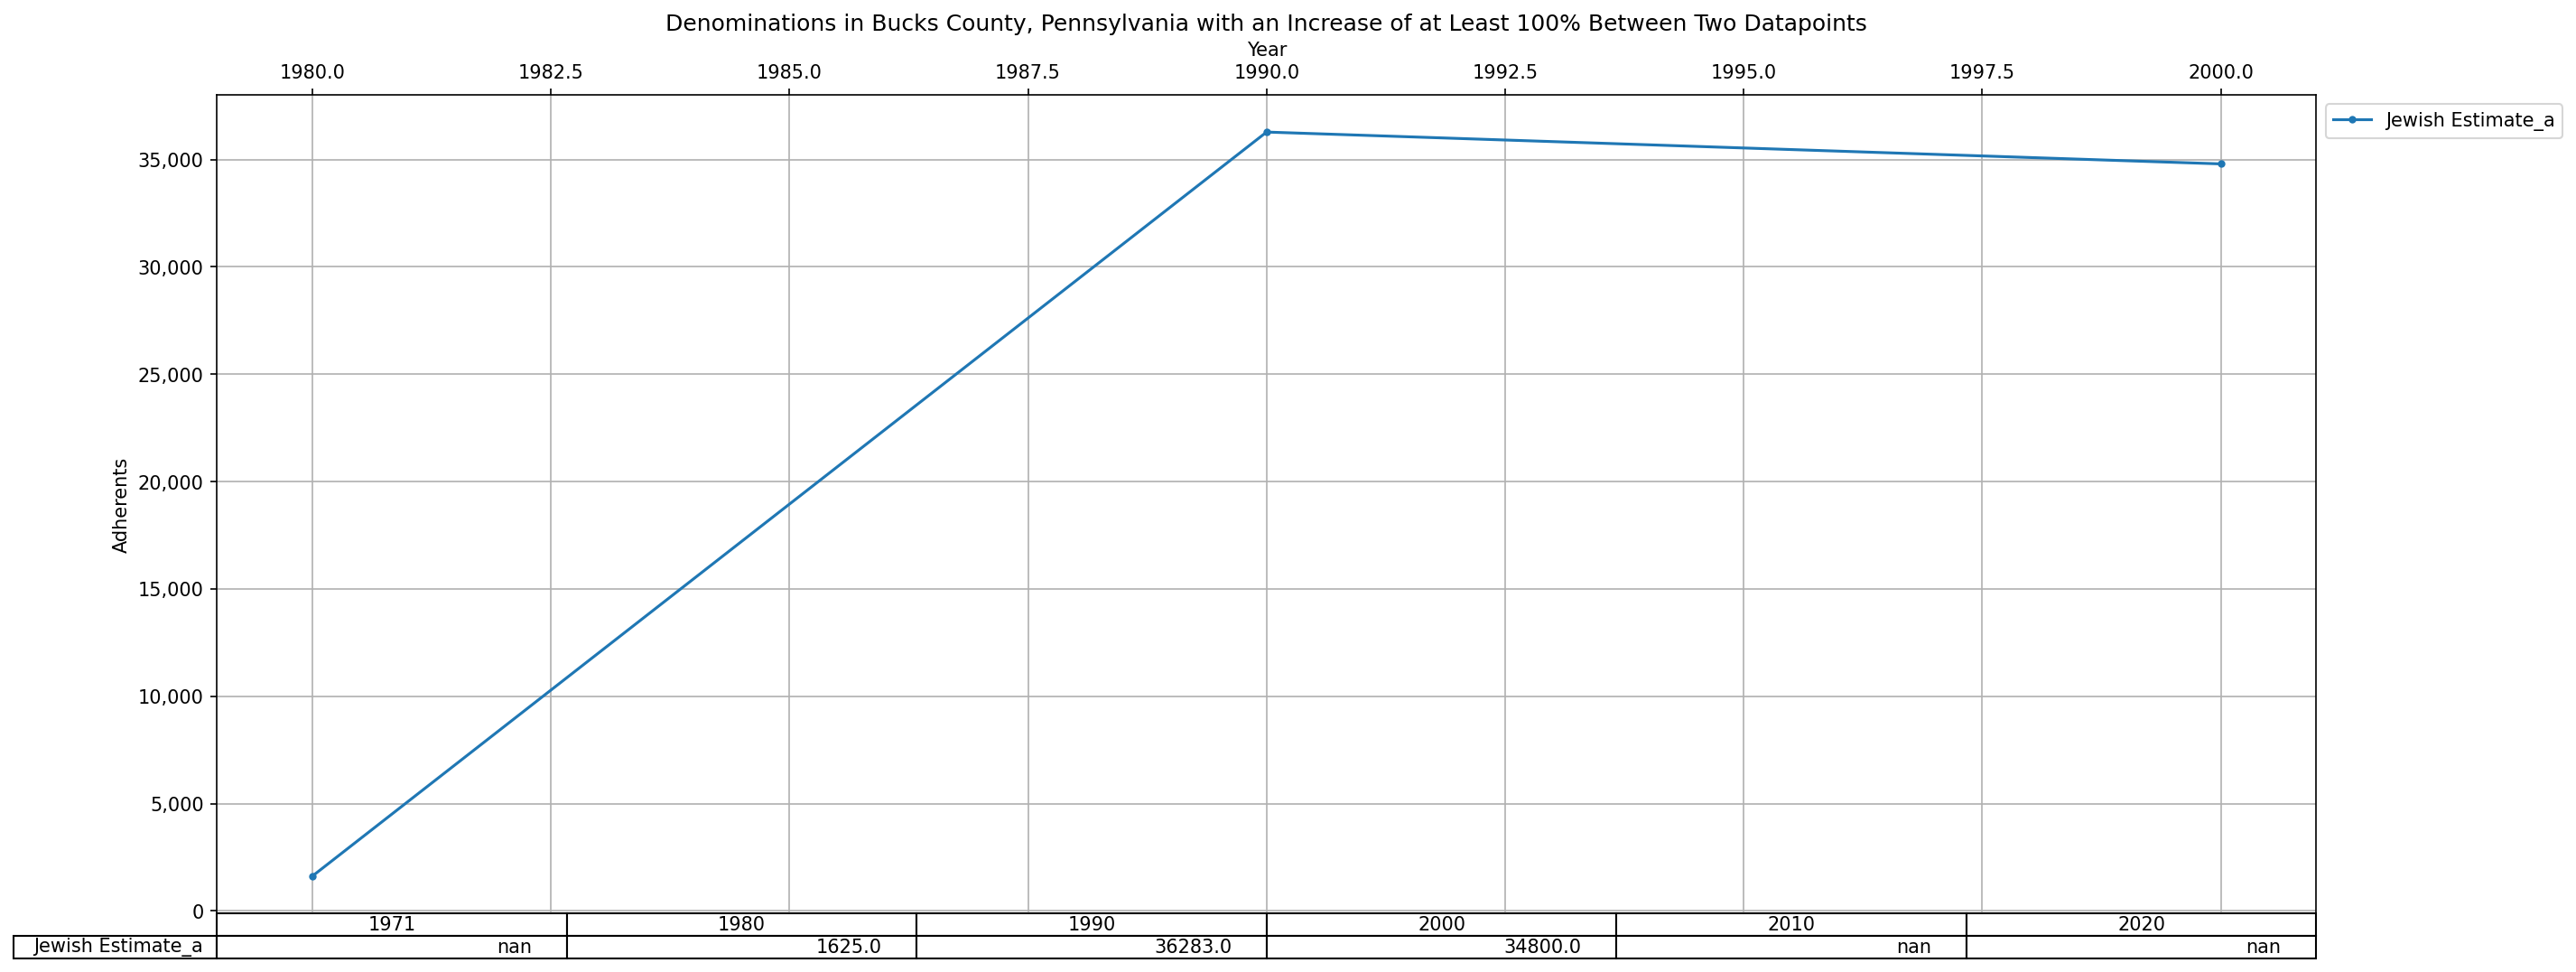 Denominations in Bucks County, Pennsylvania with an Increase of at Least 100% Between Two Datapoints
Year
1980.0 1982.5 1985.0 1987.5 1990.0 1992.5 1995.0 1997.5 2000.0
Jewish Estimate_a
35,000
30,000
25,000
20,000
15,000
10,000
5,000
0
Adherents
1971 1980 1990 2000 2010 2020
Jewish Estimate_a nan 1625.0 36283.0 34800.0 nan nan